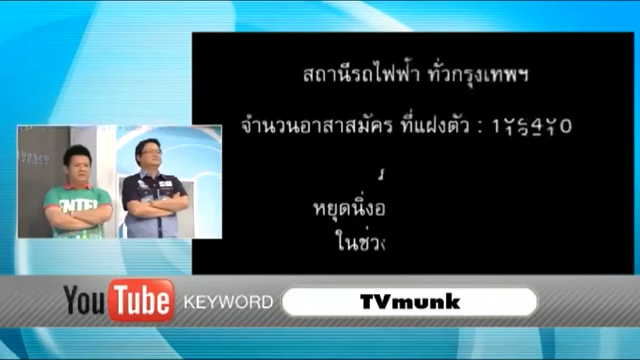 สถานีรถไฟฟ้า ทั่วกรุงเทพฯ
จำนวนอาสาสมัคร ที่แฝงตัว :
หยุดนิ่ง
ในช่ว
YouTube KEYWORD TVmunk